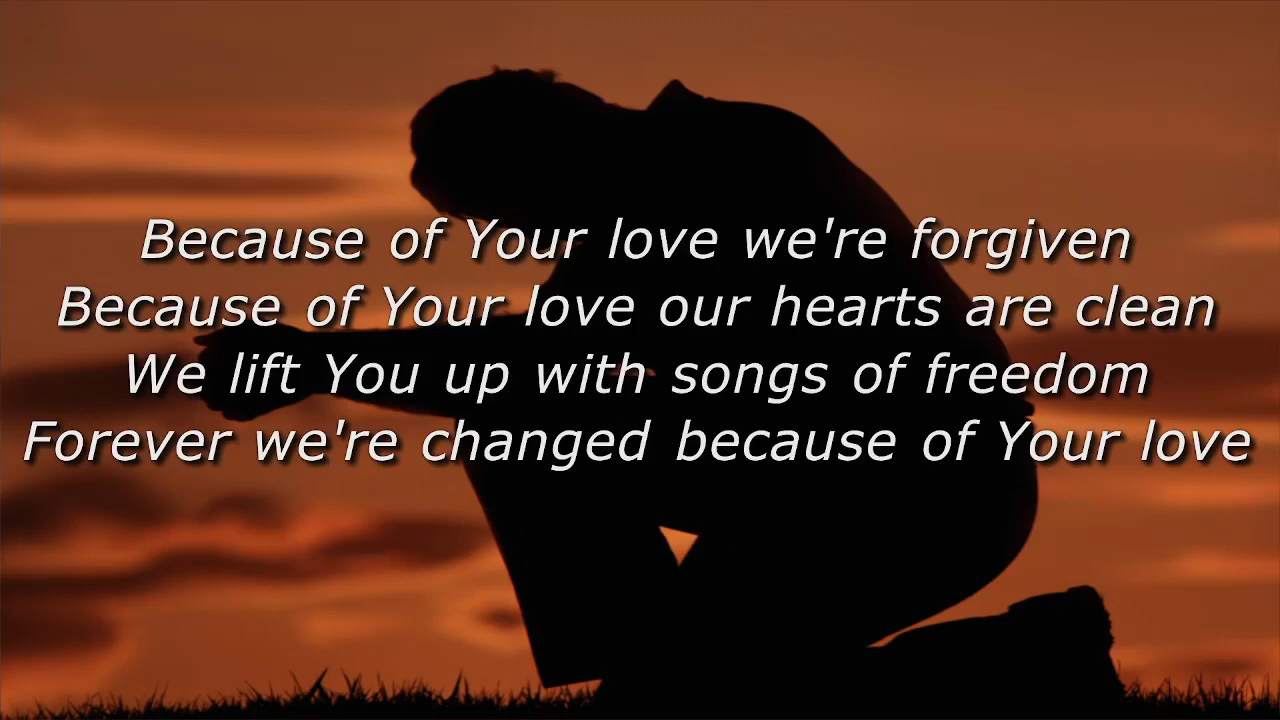 Because of Your love we're forgiven
Because of Your love our hearts are clean
We lift You up with songs of freedom
Forever we're changed because of Your love